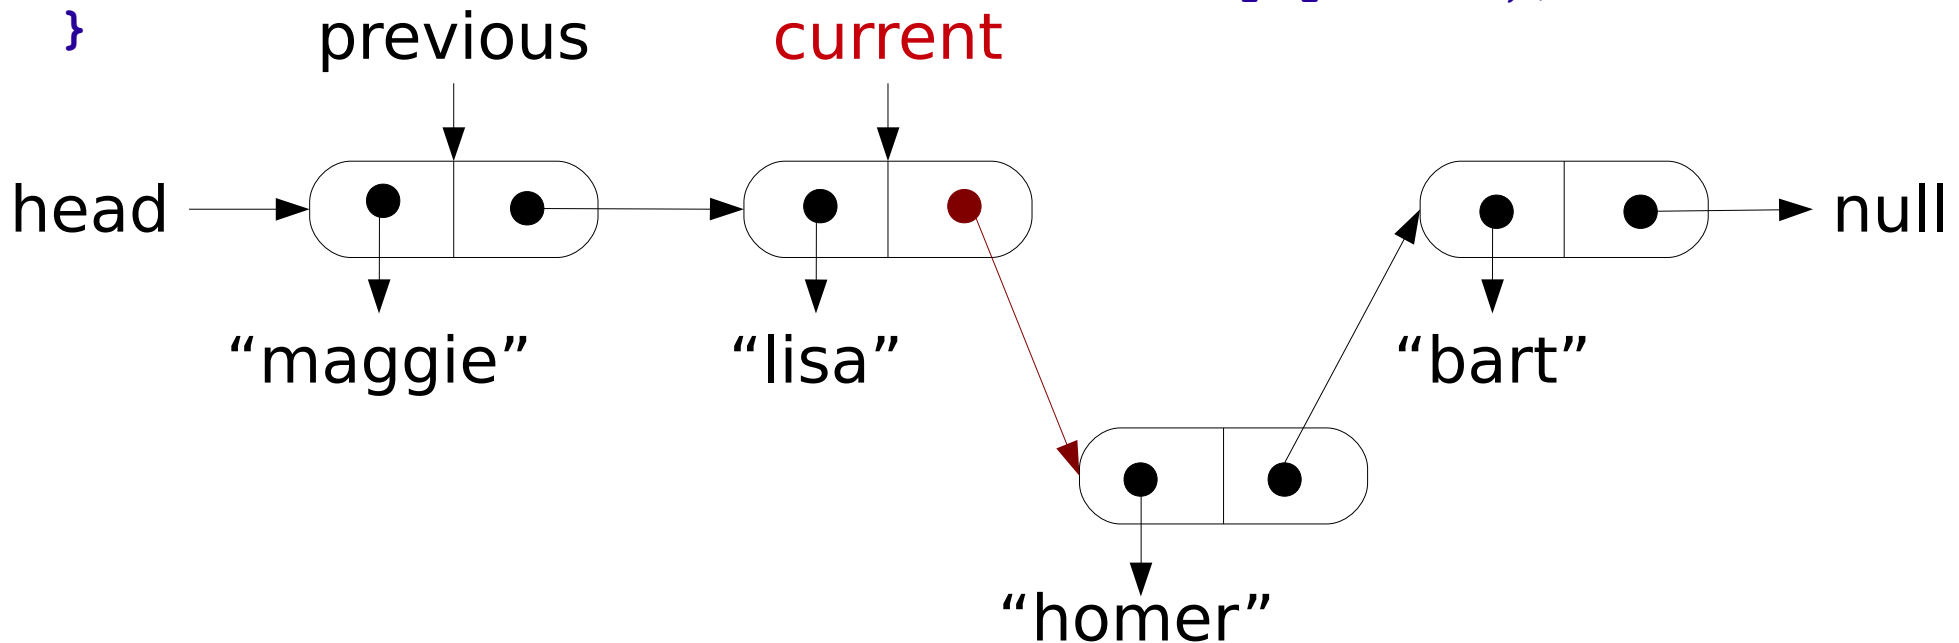 }
previous current
head null
“maggie” “lisa” “bart”
“homer”